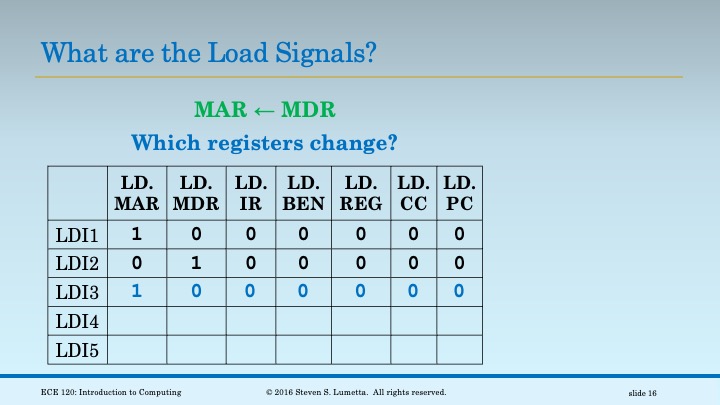 What are the Load Signals?
MAR ← MDR
Which registers change?
LD. LD. LD. LD. LD. LD. LD.
MAR MDR IR BEN REG CC PC
LDI1 1 0 0 0 0 0 0
LDI2 0 1 0 0 0 0 0
LDI3 1 0 0 0 0 0 0
LDI4
LDI5
ECE 120: Introduction to Computing © 2016 Steven S. Lumetta. All rights reserved. slide 16